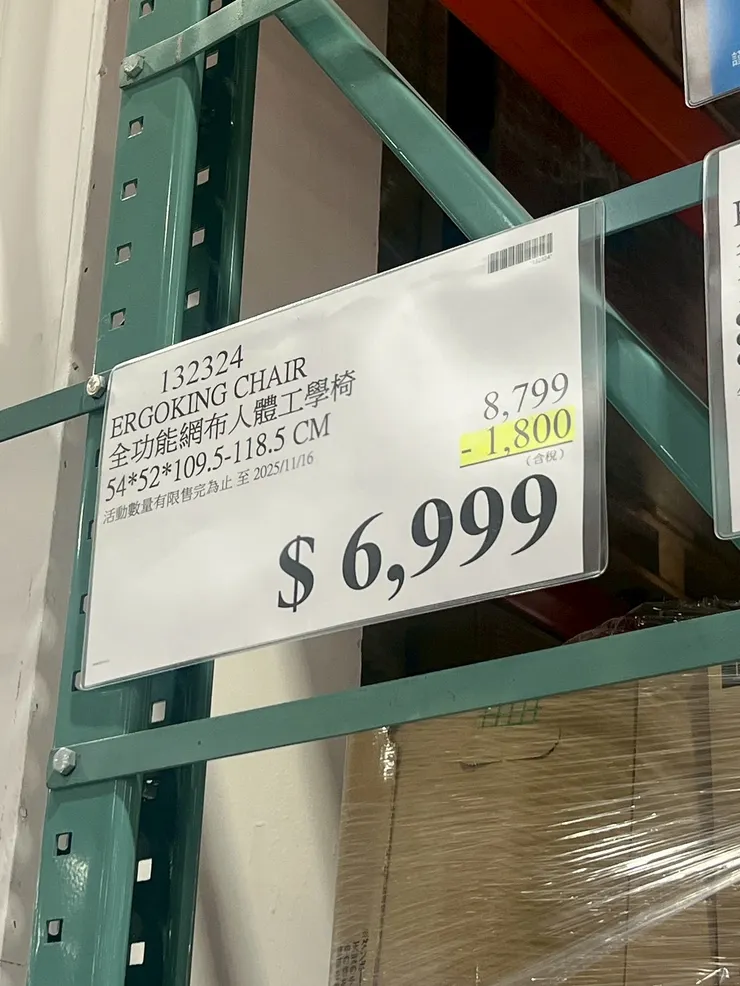 132324
ERGOKING CHAIR
全功能網布人體工學椅
54*52*109.5-118.5 CM
活動數量有限售完為止 至 2025/11/16
8,799
- 1,800
(含稅)
$ 6,999